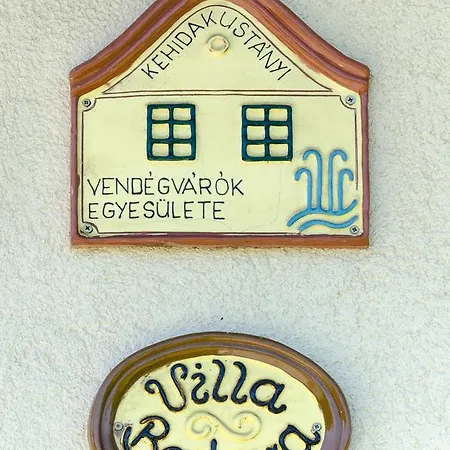 KEHIDAKUSTÁNYI
VENDÉGVÁRÓK
EGYESÜLETE
Villa